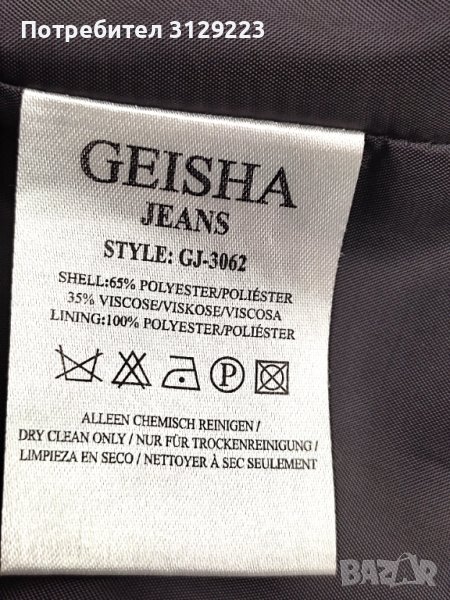 Потребител 3129223
GEISHA
JEANS
STYLE: GJ-3062
SHELL:65% POLYESTER/POLIÉSTER
35% VISCOSE/VISKOSE/VISCOSA
LINING:100% POLYESTER/POLIÉSTER
P
ALLEEN CHEMISCH REINIGEN /
DRY CLEAN ONLY / NUR FÜR TROCKENREINIGUNG /
LIMPIEZA EN SECO / NETTOYER À SEC SEULEMENT
BAZAR